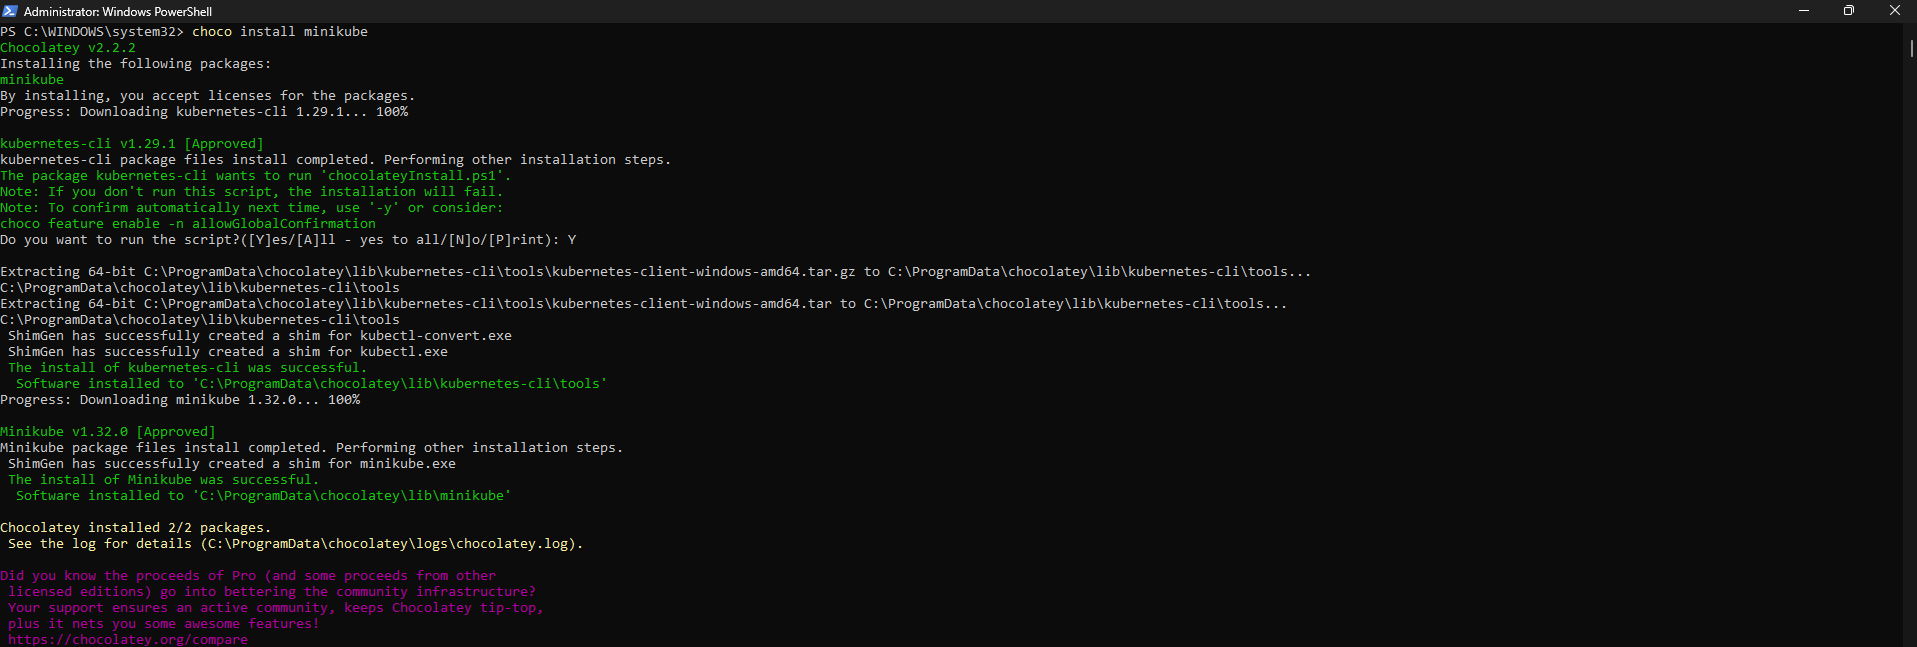 Administrator: Windows PowerShell
PS C:\WINDOWS\system32> choco install minikube
Chocolatey v2.2.2
Installing the following packages:
minikube
By installing, you accept licenses for the packages.
Progress: Downloading kubernetes-cli 1.29.1... 100%
kubernetes-cli v1.29.1 [Approved]
kubernetes-cli package files install completed. Performing other installation steps.
The package kubernetes-cli wants to run 'chocolateyInstall.ps1'.
Note: If you don't run this script, the installation will fail.
Note: To confirm automatically next time, use '-y' or consider:
choco feature enable -n allowGlobalConfirmation
Do you want to run the script?([Y]es/[A]ll - yes to all/[N]o/[P]rint): Y
Extracting 64-bit C:\ProgramData\chocolatey\lib\kubernetes-cli\tools\kubernetes-client-windows-amd64.tar.gz to C:\ProgramData\chocolatey\lib\kubernetes-cli\tools...
C:\ProgramData\chocolatey\lib\kubernetes-cli\tools
Extracting 64-bit C:\ProgramData\chocolatey\lib\kubernetes-cli\tools\kubernetes-client-windows-amd64.tar to C:\ProgramData\chocolatey\lib\kubernetes-cli\tools...
C:\ProgramData\chocolatey\lib\kubernetes-cli\tools
ShimGen has successfully created a shim for kubectl-convert.exe
ShimGen has successfully created a shim for kubectl.exe
The install of kubernetes-cli was successful.
Software installed to 'C:\ProgramData\chocolatey\lib\kubernetes-cli\tools'
Progress: Downloading minikube 1.32.0... 100%
Minikube v1.32.0 [Approved]
Minikube package files install completed. Performing other installation steps.
ShimGen has successfully created a shim for minikube.exe
The install of Minikube was successful.
Software installed to 'C:\ProgramData\chocolatey\lib\minikube'
Chocolatey installed 2/2 packages.
See the log for details (C:\ProgramData\chocolatey\logs\chocolatey.log).
Did you know the proceeds of Pro (and some proceeds from other
licensed editions) go into bettering the community infrastructure?
Your support ensures an active community, keeps Chocolatey tip-top,
plus it nets you some awesome features!
https://chocolatey.org/compare